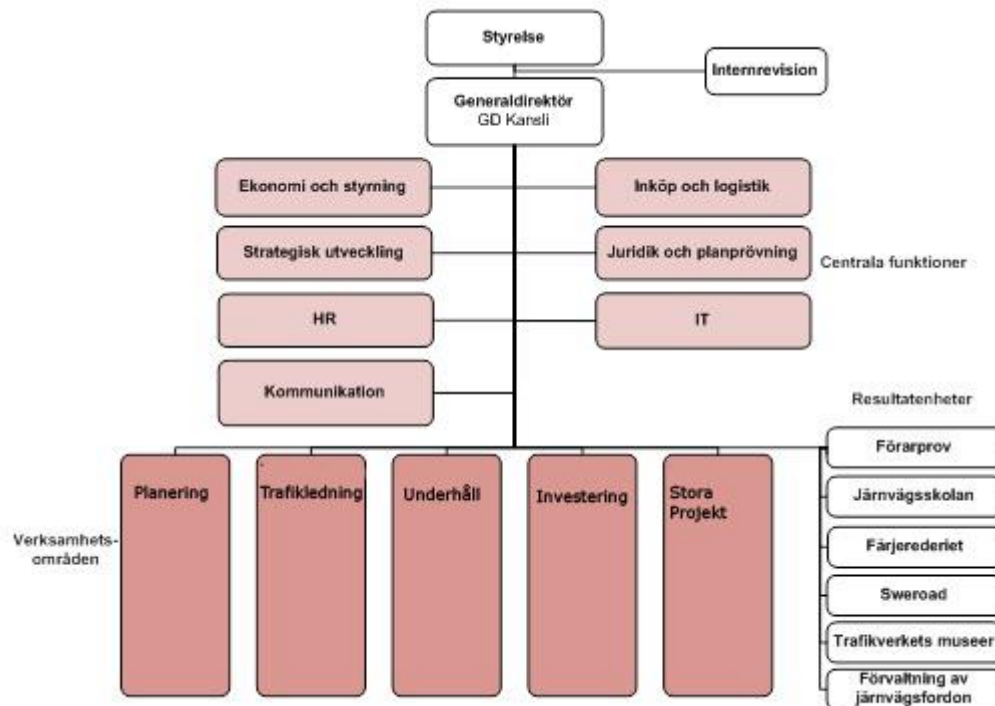 Styrelse
Internrevision
Generaldirektör
GD Kansli
Ekonomi och styrning
Inköp och logistik
Strategisk utveckling
Juridik och planprövning
Centrala funktioner
HR
IT
Kommunikation
Resultatenheter
Verksamhets-
områden
Planering
Trafikledning
Underhåll
Investering
Stora
Projekt
Förarprov
Järnvägsskolan
Färjerederiet
Sweroad
Trafikverkets museer
Förvaltning av
järnvägsfordon